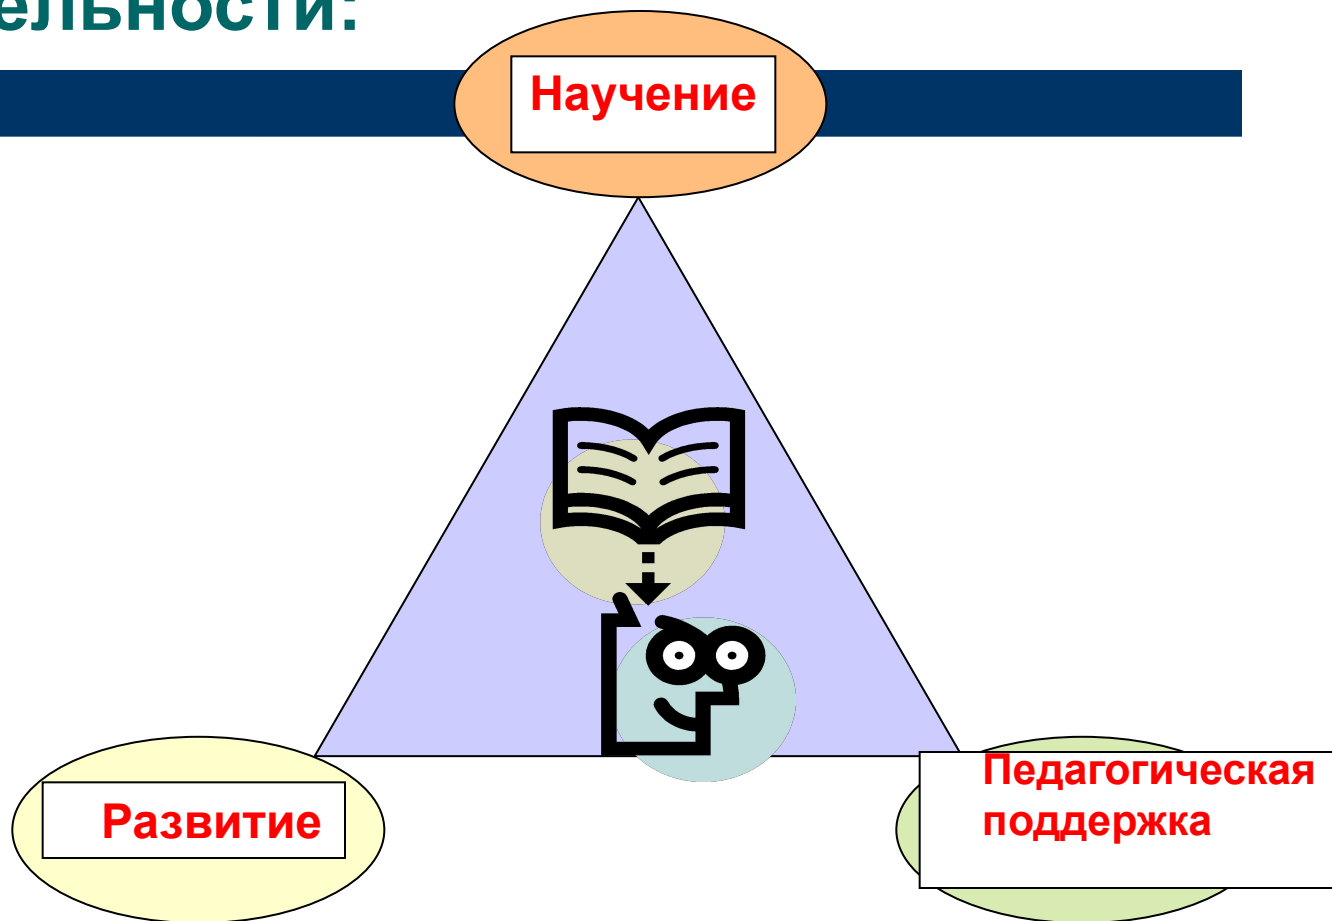 ельности:
Научение
Развитие
Педагогическая
поддержка